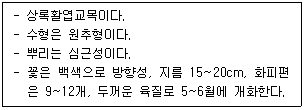 - 상록활엽교목이다.
- 수형은 원추형이다.
- 뿌리는 심근성이다.
- 꽃은 백색으로 방향성, 지름 15~20cm, 화피편
은 9~12개, 두꺼운 육질로 5~6월에 개화한다.